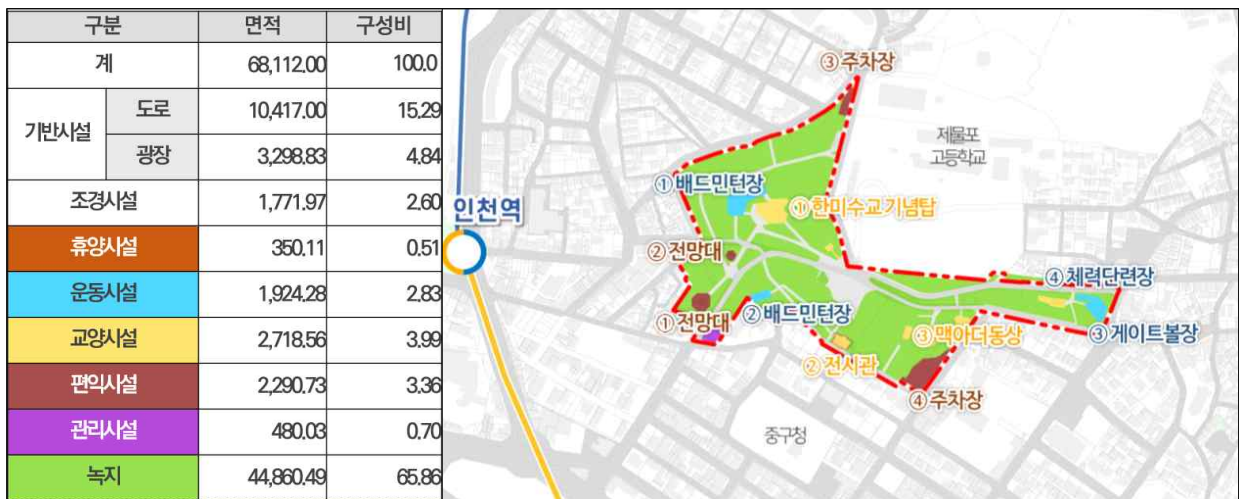 구분 면적 구성비
계 68,112.00 100.0
기반시설 도로 10,417.00 15.29
광장 3,298.83 4.84
조경시설 1,771.97 2.60
휴양시설 350.11 0.51
운동시설 1,924.28 2.83
교양시설 2,718.56 3.99
편익시설 2,290.73 3.36
관리시설 480.03 0.70
녹지 44,860.49 65.86
③ 주차장
제물포
고등학교
① 배드민턴장
인천역
① 한미수교기념탑
② 전망대
④ 체력단련장
① 전망대
② 배드민턴장
③ 맥아더동상
③ 게이트볼장
② 전시관
④ 주차장
중구청